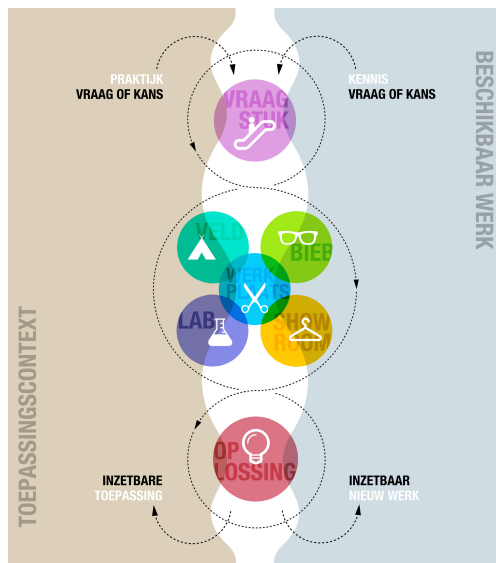 PRAKTIJK
VRAAG OF KANS
KENNIS
VRAAG OF KANS
BESCHIKBAAR WERK
VRAAG
STUK
VELD
BIEB
WERK
PLAATS
LAB
SHOW
ROOM
TOEPASSINGSCONTEXT
OP
LOSSING
INZETBARE
TOEPASSING
INZETBAAR
NIEUW WERK